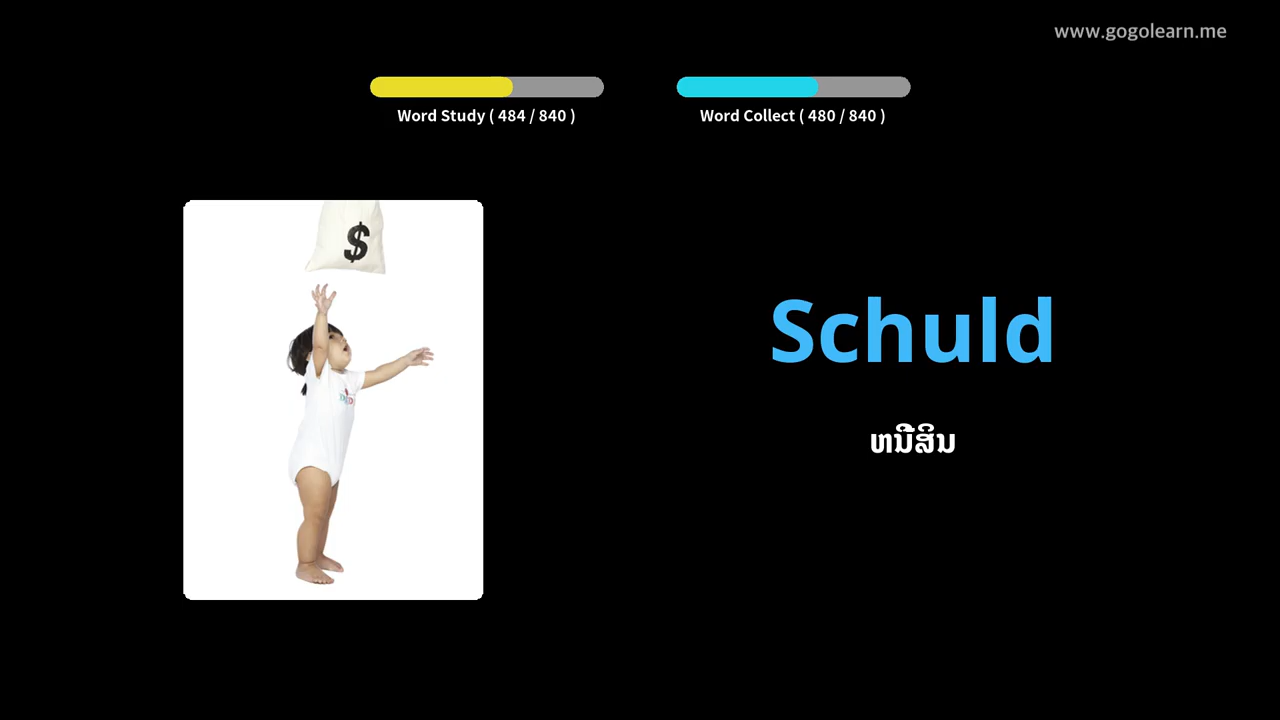 www.gogolearn.me
Word Study ( 484 / 840 )
Word Collect ( 480 / 840 )
$
Schuld
ຫນີ້ສິນ